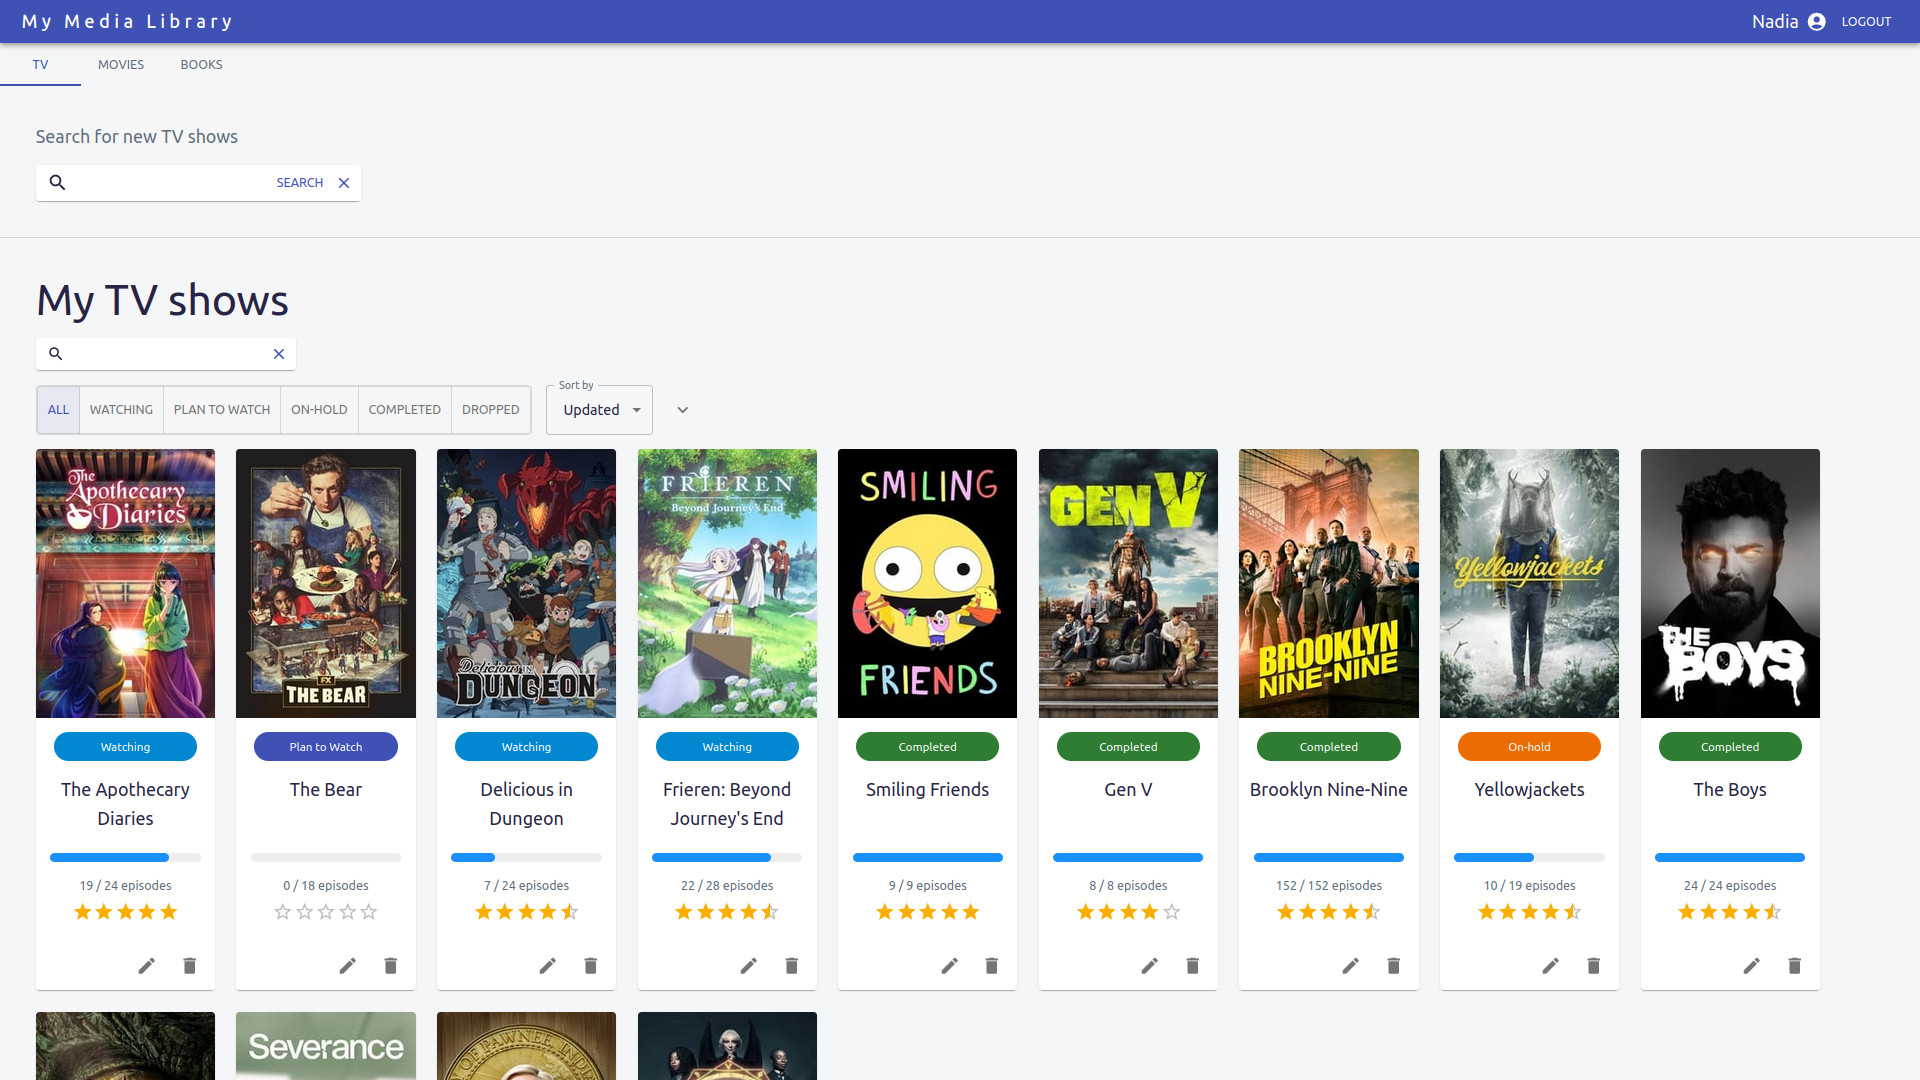 My Media Library
Nadia LOGOUT
TV MOVIES BOOKS
Search for new TV shows
SEARCH
My TV shows
ALL WATCHING PLAN TO WATCH ON-HOLD COMPLETED DROPPED
Sort by
Updated
The
Apothecary
Diaries
FX
THE BEAR
Delicious IN
DUNGEON
FRIEREN
Beyond Journey's End
SMILING
FRIENDS
GEN V
BROOKLYN
NINE-NINE
Yellowjackets
THE
BOYS
Watching
Plan to Watch
Watching
Watching
Completed
Completed
Completed
On-hold
Completed
The Apothecary
Diaries
The Bear
Delicious in
Dungeon
Frieren: Beyond
Journey's End
Smiling Friends
Gen V
Brooklyn Nine-Nine
Yellowjackets
The Boys
19 / 24 episodes
0 / 18 episodes
7 / 24 episodes
22 / 28 episodes
9 / 9 episodes
8 / 8 episodes
152 / 152 episodes
10 / 19 episodes
24 / 24 episodes
Severance
OF PAWNEE, INDI